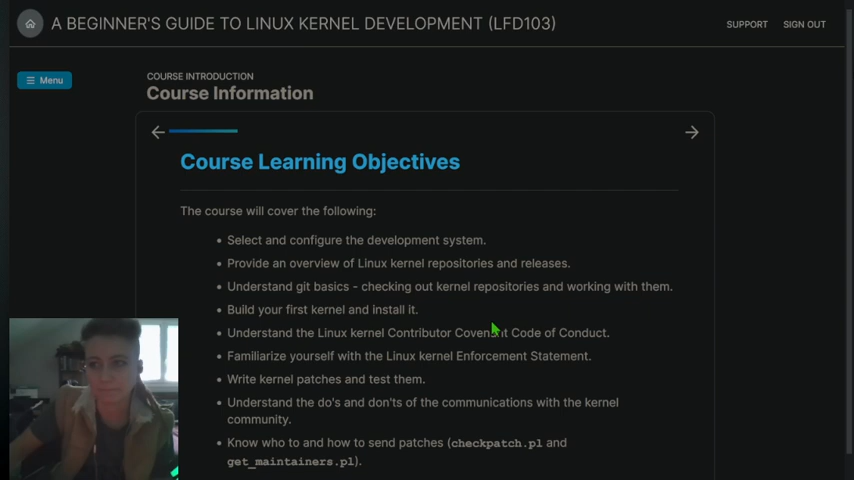 A BEGINNER'S GUIDE TO LINUX KERNEL DEVELOPMENT (LFD103)
SUPPORT
SIGN OUT
Menu
COURSE INTRODUCTION
Course Information
Course Learning Objectives
The course will cover the following:
Select and configure the development system.
Provide an overview of Linux kernel repositories and releases.
Understand git basics - checking out kernel repositories and working with them.
Build your first kernel and install it.
Understand the Linux kernel Contributor Covenant Code of Conduct.
Familiarize yourself with the Linux kernel Enforcement Statement.
Write kernel patches and test them.
Understand the do's and don'ts of the communications with the kernel
community.
Know who to and how to send patches (checkpatch.pl and
get_maintainers.pl).